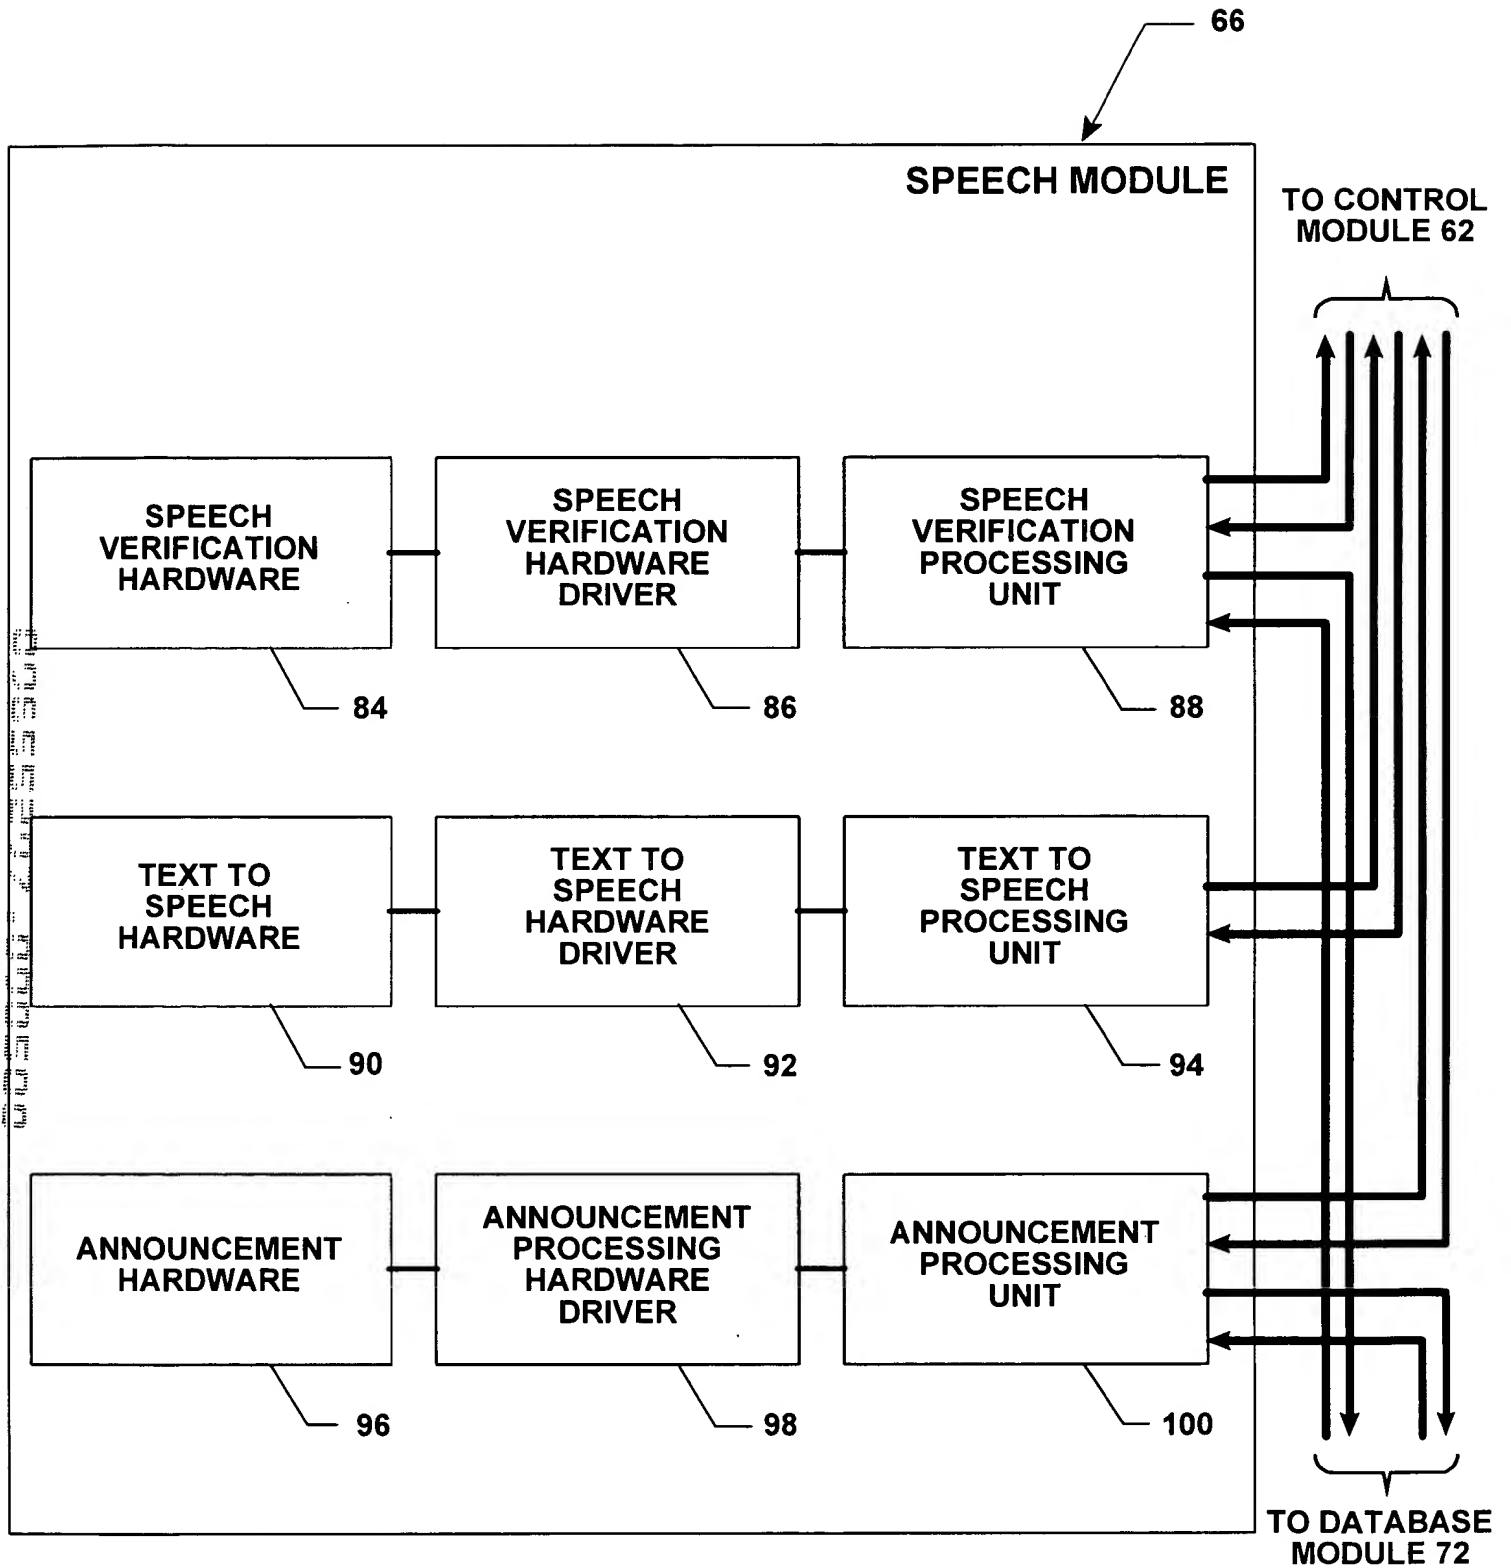 66
SPEECH MODULE
TO CONTROL
MODULE 62
SPEECH
VERIFICATION
HARDWARE
84
SPEECH
VERIFICATION
HARDWARE
DRIVER
86
SPEECH
VERIFICATION
PROCESSING
UNIT
88
TEXT TO
SPEECH
HARDWARE
90
TEXT TO
SPEECH
HARDWARE
DRIVER
92
TEXT TO
SPEECH
PROCESSING
UNIT
94
ANNOUNCEMENT
HARDWARE
96
ANNOUNCEMENT
PROCESSING
HARDWARE
DRIVER
98
ANNOUNCEMENT
PROCESSING
UNIT
100
TO DATABASE
MODULE 72